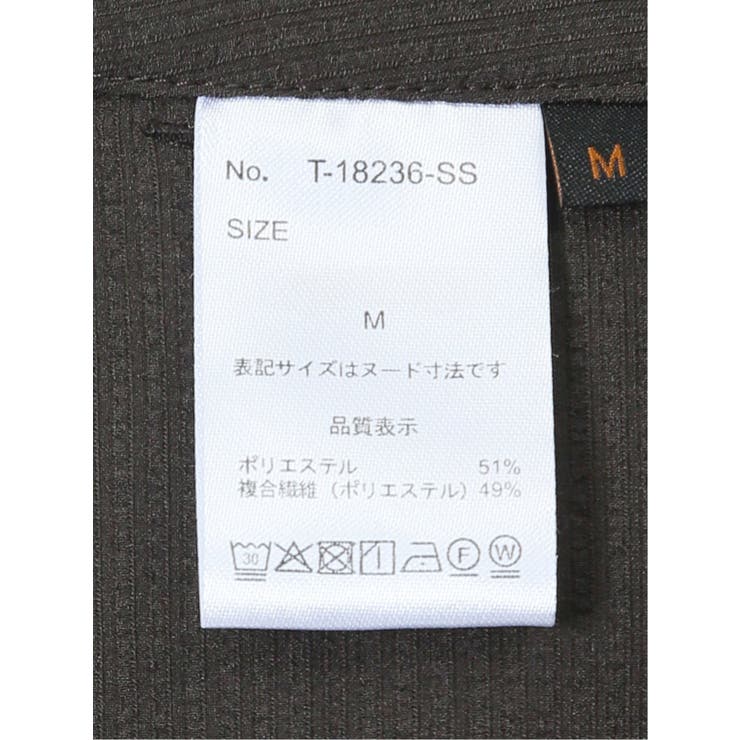 No. T-18236-SS
M
SIZE
M
表記サイズはヌード寸法です
品質表示
ポリエステル 51%
複合繊維（ポリエステル）49%
30 F W